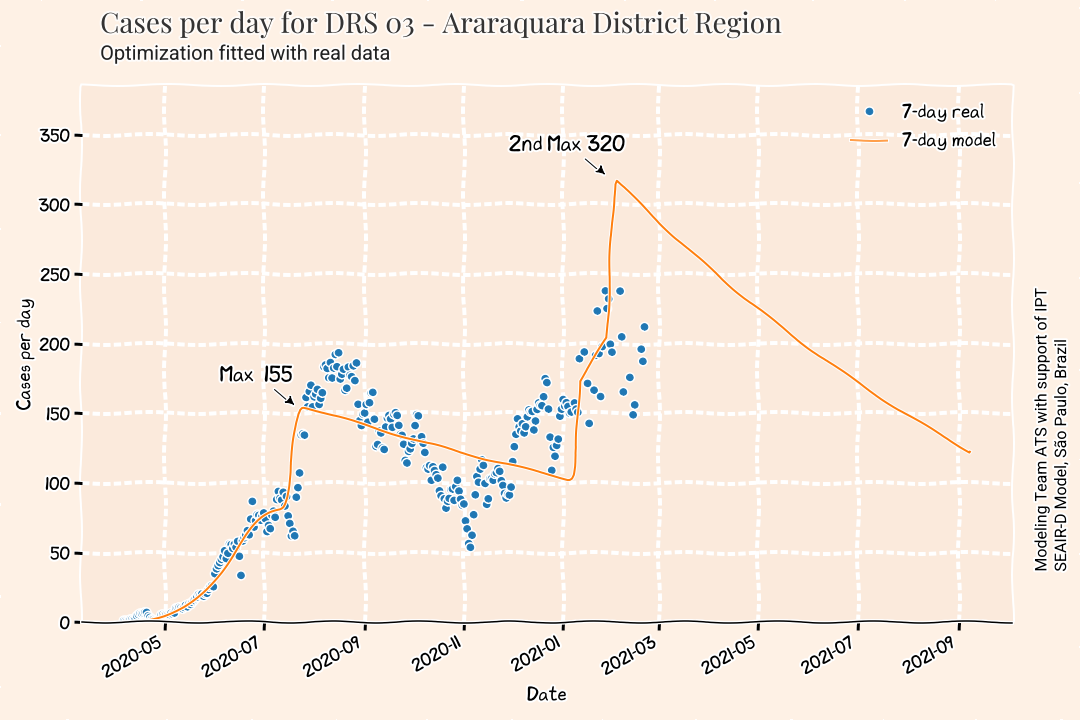 Cases per day for DRS 03 - Araraquara District Region
Optimization fitted with real data
7-day real
7-day model
2nd Max 320
Max 155
350
300
250
200
150
100
50
0
Cases per day
2020-05
2020-07
2020-09
2020-11
2021-01
2021-03
2021-05
2021-07
2021-09
Date
Modeling Team ATS with support of IPT
SEAIR-D Model, São Paulo, Brazil